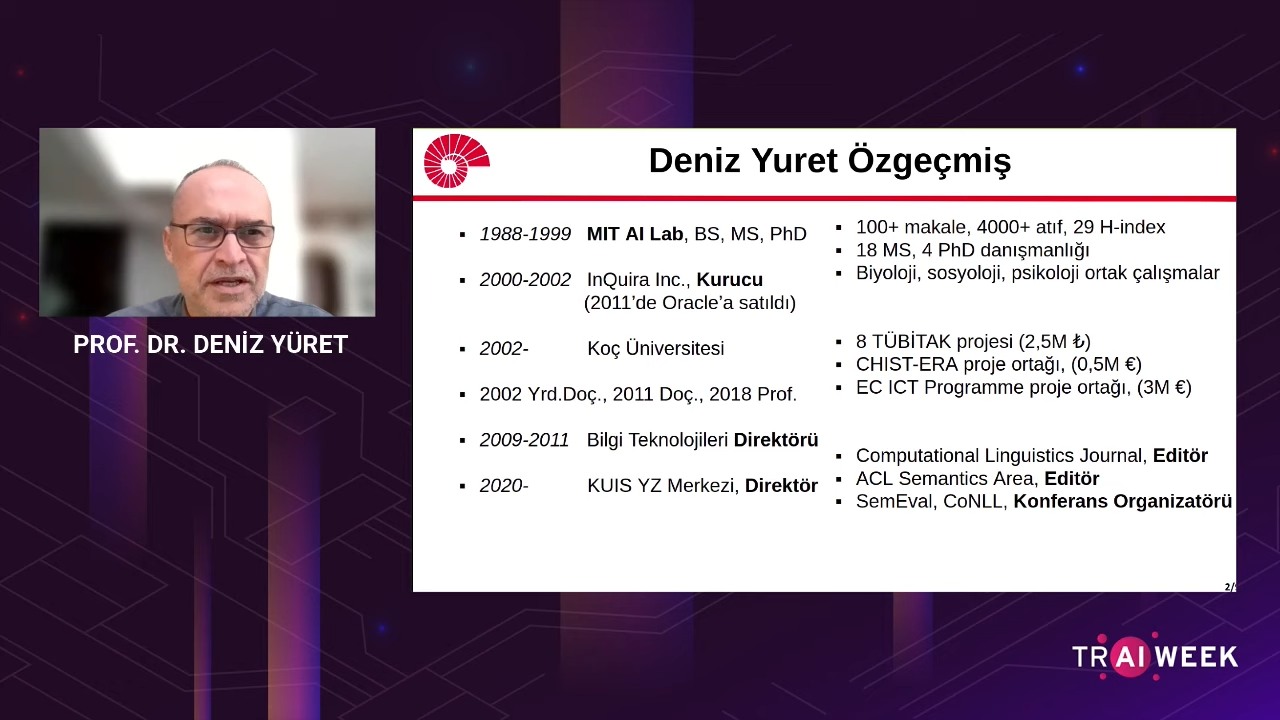 PROF. DR. DENİZ YÜRET
Deniz Yuret Özgeçmiş
▪ 1988-1999 MIT AI Lab, BS, MS, PhD
▪ 2000-2002 InQuira Inc., Kurucu
(2011’de Oracle’a satıldı)
▪ 2002- Koç Üniversitesi
▪ 2002 Yrd.Doç., 2011 Doç., 2018 Prof.
▪ 2009-2011 Bilgi Teknolojileri Direktörü
▪ 2020- KUIS YZ Merkezi, Direktör
▪ 100+ makale, 4000+ atıf, 29 H-index
▪ 18 MS, 4 PhD danışmanlığı
▪ Biyoloji, sosyoloji, psikoloji ortak çalışmalar
▪ 8 TÜBİTAK projesi (2,5M ₺)
▪ CHIST-ERA proje ortağı, (0,5M €)
▪ EC ICT Programme proje ortağı, (3M €)
▪ Computational Linguistics Journal, Editör
▪ ACL Semantics Area, Editör
▪ SemEval, CoNLL, Konferans Organizatörü
2/
TRAI WEEK